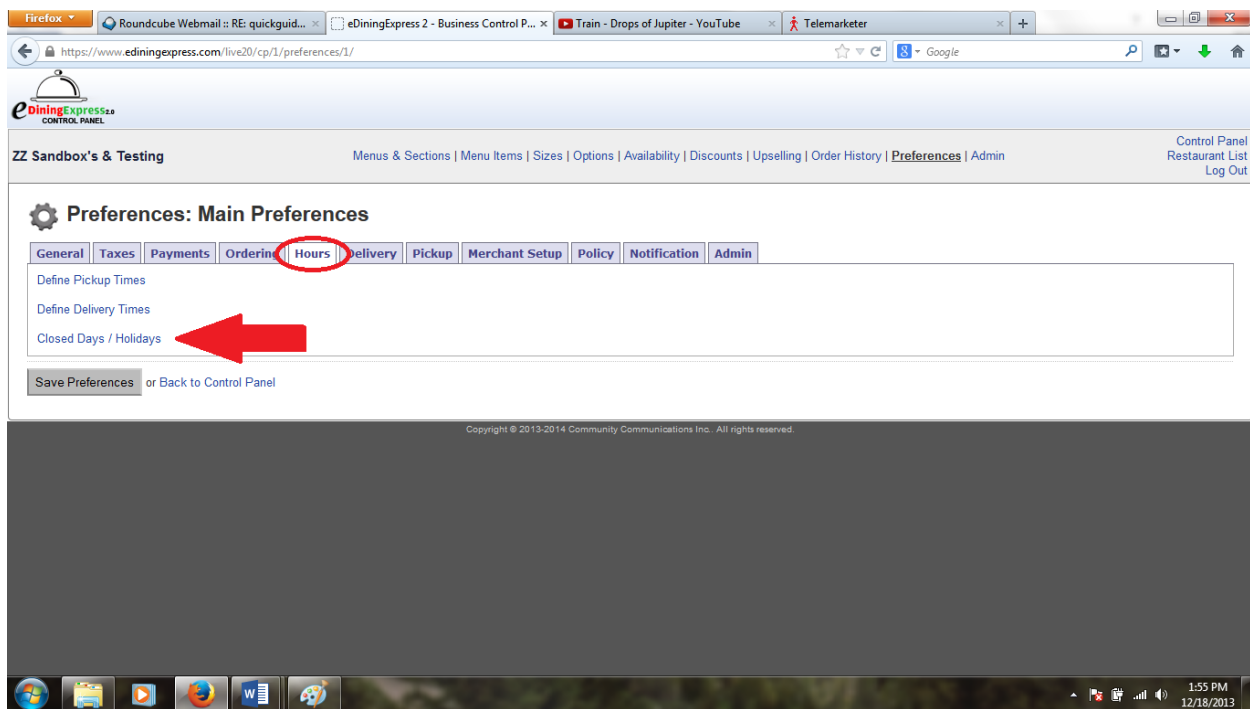 Firefox
Roundcube Webmail :: RE: quickguid...
eDiningExpress 2 - Business Control P...
Train - Drops of Jupiter - YouTube
Telemarketer
https://www.ediningexpress.com/live20/cp/1/preferences/1/
Google
eDiningExpress2.0
CONTROL PANEL
ZZ Sandbox's & Testing
Menus & Sections | Menu Items | Sizes | Options | Availability | Discounts | Upselling | Order History | Preferences | Admin
Control Panel
Restaurant List
Log Out
Preferences: Main Preferences
General Taxes Payments Ordering Hours Delivery Pickup Merchant Setup Policy Notification Admin
Define Pickup Times
Define Delivery Times
Closed Days / Holidays
Save Preferences or Back to Control Panel
Copyright © 2013-2014 Community Communications Inc.. All rights reserved.
1:55 PM
12/18/2013